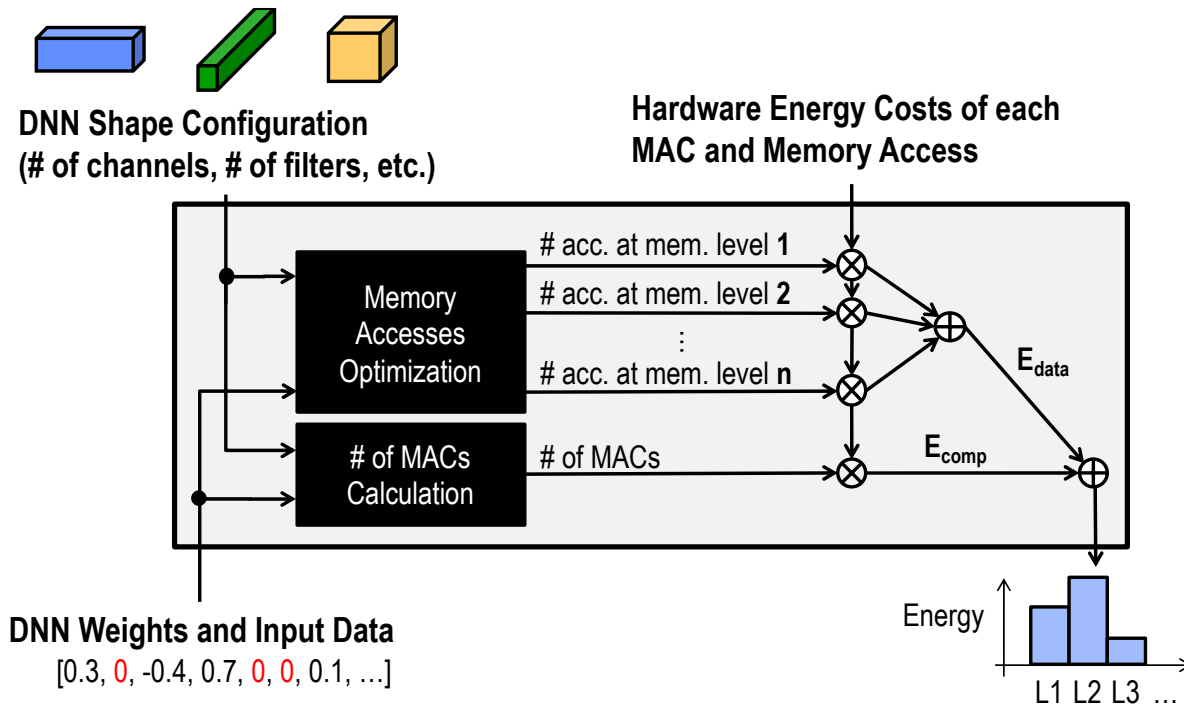 DNN Shape Configuration
(# of channels, # of filters, etc.)
Hardware Energy Costs of each
MAC and Memory Access
Memory
Accesses
Optimization
# acc. at mem. level 1
# acc. at mem. level 2
⋮
# acc. at mem. level n
# of MACs
Calculation
# of MACs
E_data
E_comp
DNN Weights and Input Data
[0.3, 0, -0.4, 0.7, 0, 0, 0.1, …]
Energy
L1 L2 L3 …